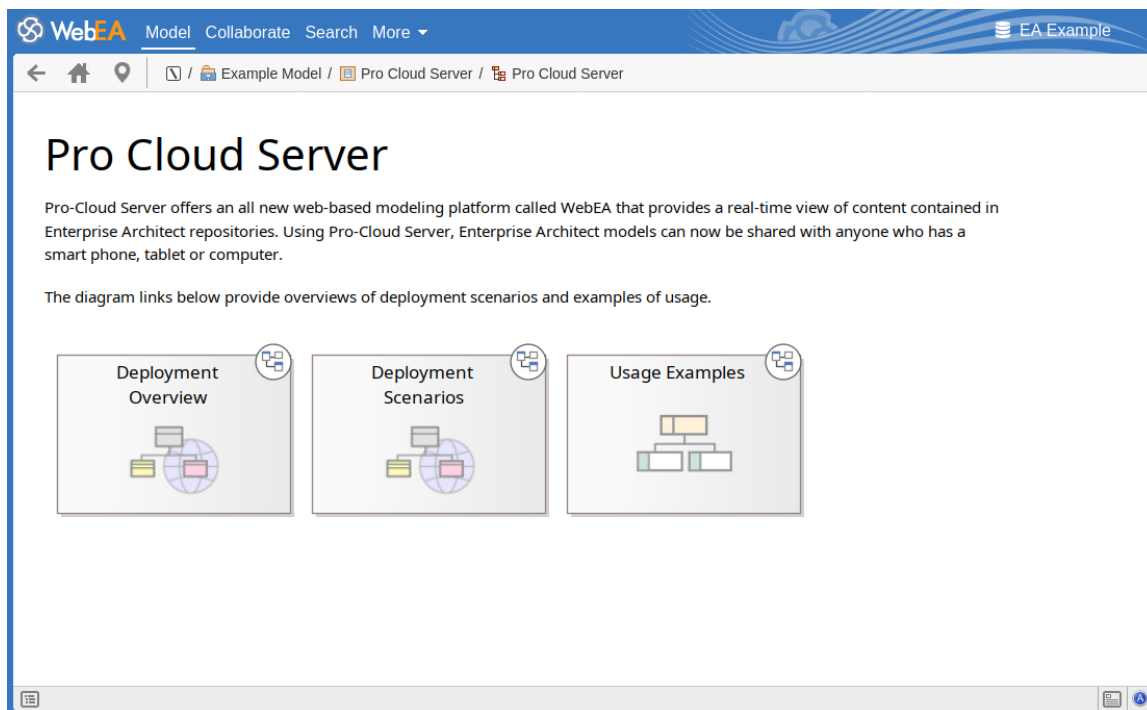 WebEA Model Collaborate Search More EA Example
/ Example Model / Pro Cloud Server / Pro Cloud Server
Pro Cloud Server
Pro-Cloud Server offers an all new web-based modeling platform called WebEA that provides a real-time view of content contained in
Enterprise Architect repositories. Using Pro-Cloud Server, Enterprise Architect models can now be shared with anyone who has a
smart phone, tablet or computer.
The diagram links below provide overviews of deployment scenarios and examples of usage.
Deployment
Overview
Deployment
Scenarios
Usage Examples
A